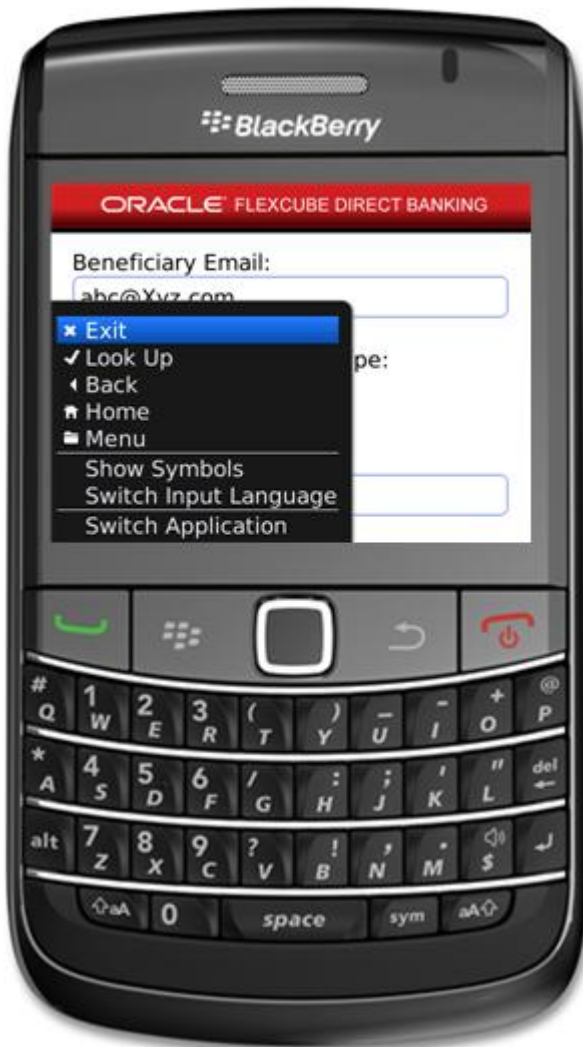 BlackBerry
ORACLE FLEXCUBE DIRECT BANKING
Beneficiary Email:
abc@Xyz.com
Exit
Look Up
pe:
Back
Home
Menu
Show Symbols
Switch Input Language
Switch Application
# Q 1 W 2 E 3 R ( T ) Y _ U - I + O @ P
* A 4 S 5 D 6 F / G : H ; J ' K " L del
alt 7 Z 8 X 9 C ? V ! B , N . M $
aA 0 space sym aA